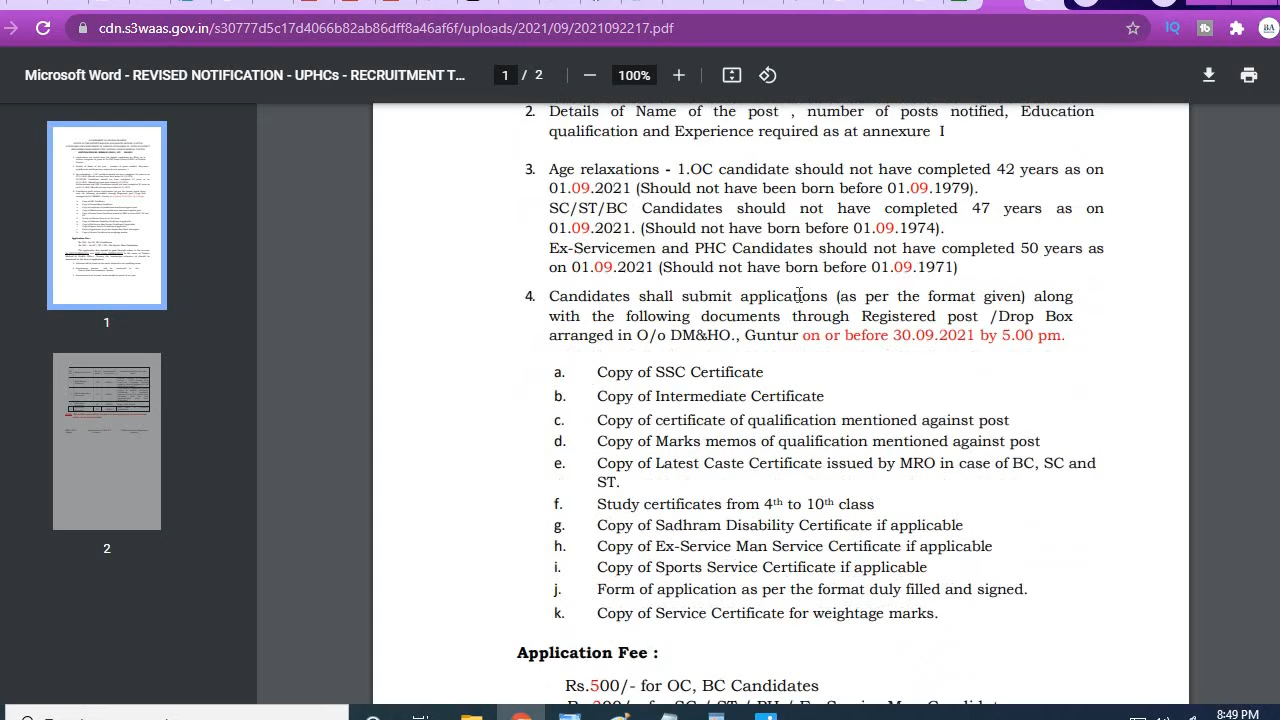 cdn.s3waas.gov.in/s30777d5c17d4066b82ab86dff8a46af6f/uploads/2021/09/2021092217.pdf
Microsoft Word - REVISED NOTIFICATION - UPHCs - RECRUITMENT T...
1 / 2
100%
2. Details of Name of the post , number of posts notified, Education
qualification and Experience required as at annexure I
3. Age relaxations - 1.OC candidate should not have completed 42 years as on
01.09.2021 (Should not have been born before 01.09.1979).
SC/ST/BC Candidates should not have completed 47 years as on
01.09.2021. (Should not have born before 01.09.1974).
Ex-Servicemen and PHC Candidates should not have completed 50 years as
on 01.09.2021 (Should not have born before 01.09.1971)
4. Candidates shall submit applications (as per the format given) along
with the following documents through Registered post /Drop Box
arranged in O/o DM&HO., Guntur on or before 30.09.2021 by 5.00 pm.
a. Copy of SSC Certificate
b. Copy of Intermediate Certificate
c. Copy of certificate of qualification mentioned against post
d. Copy of Marks memos of qualification mentioned against post
e. Copy of Latest Caste Certificate issued by MRO in case of BC, SC and
ST.
f. Study certificates from 4th to 10th class
g. Copy of Sadhram Disability Certificate if applicable
h. Copy of Ex-Service Man Service Certificate if applicable
i. Copy of Sports Service Certificate if applicable
j. Form of application as per the format duly filled and signed.
k. Copy of Service Certificate for weightage marks.
Application Fee :
Rs.500/- for OC, BC Candidates
1
2
8:49 PM